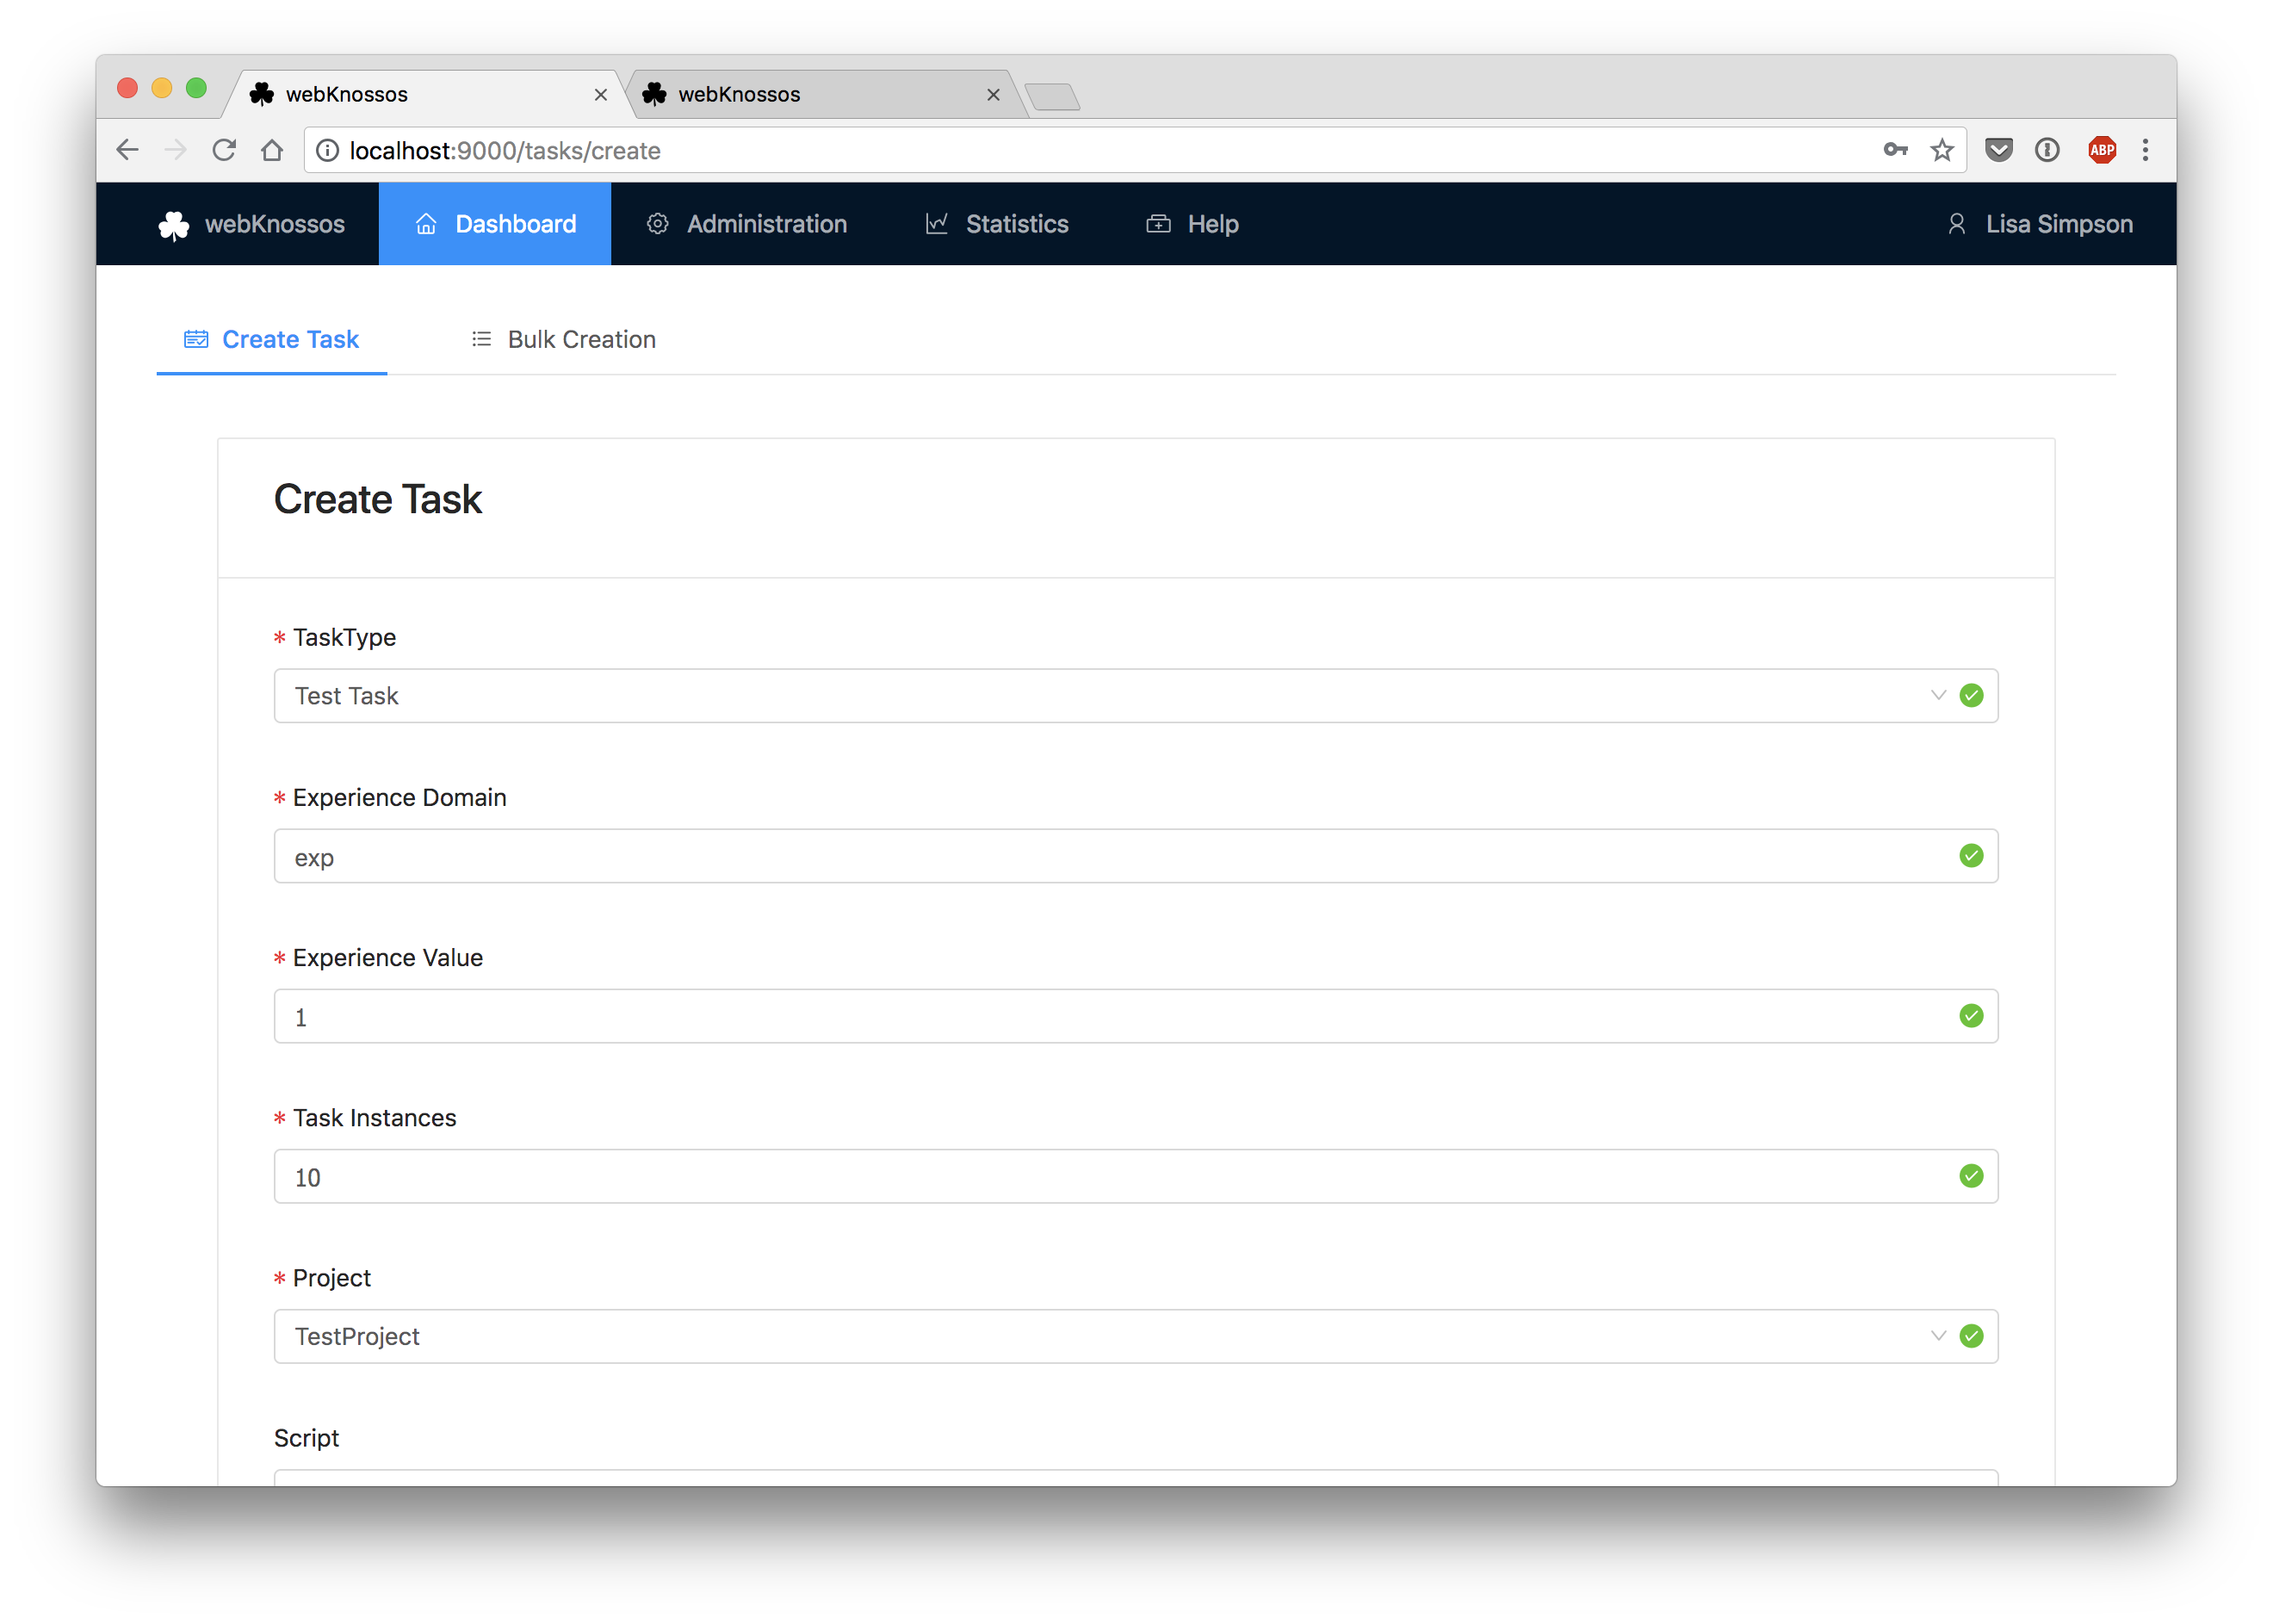 webKnossos webKnossos
localhost:9000/tasks/create ABP
webKnossos Dashboard Administration Statistics Help Lisa Simpson
Create Task Bulk Creation
Create Task
* TaskType
Test Task
* Experience Domain
exp
* Experience Value
1
* Task Instances
10
* Project
TestProject
Script